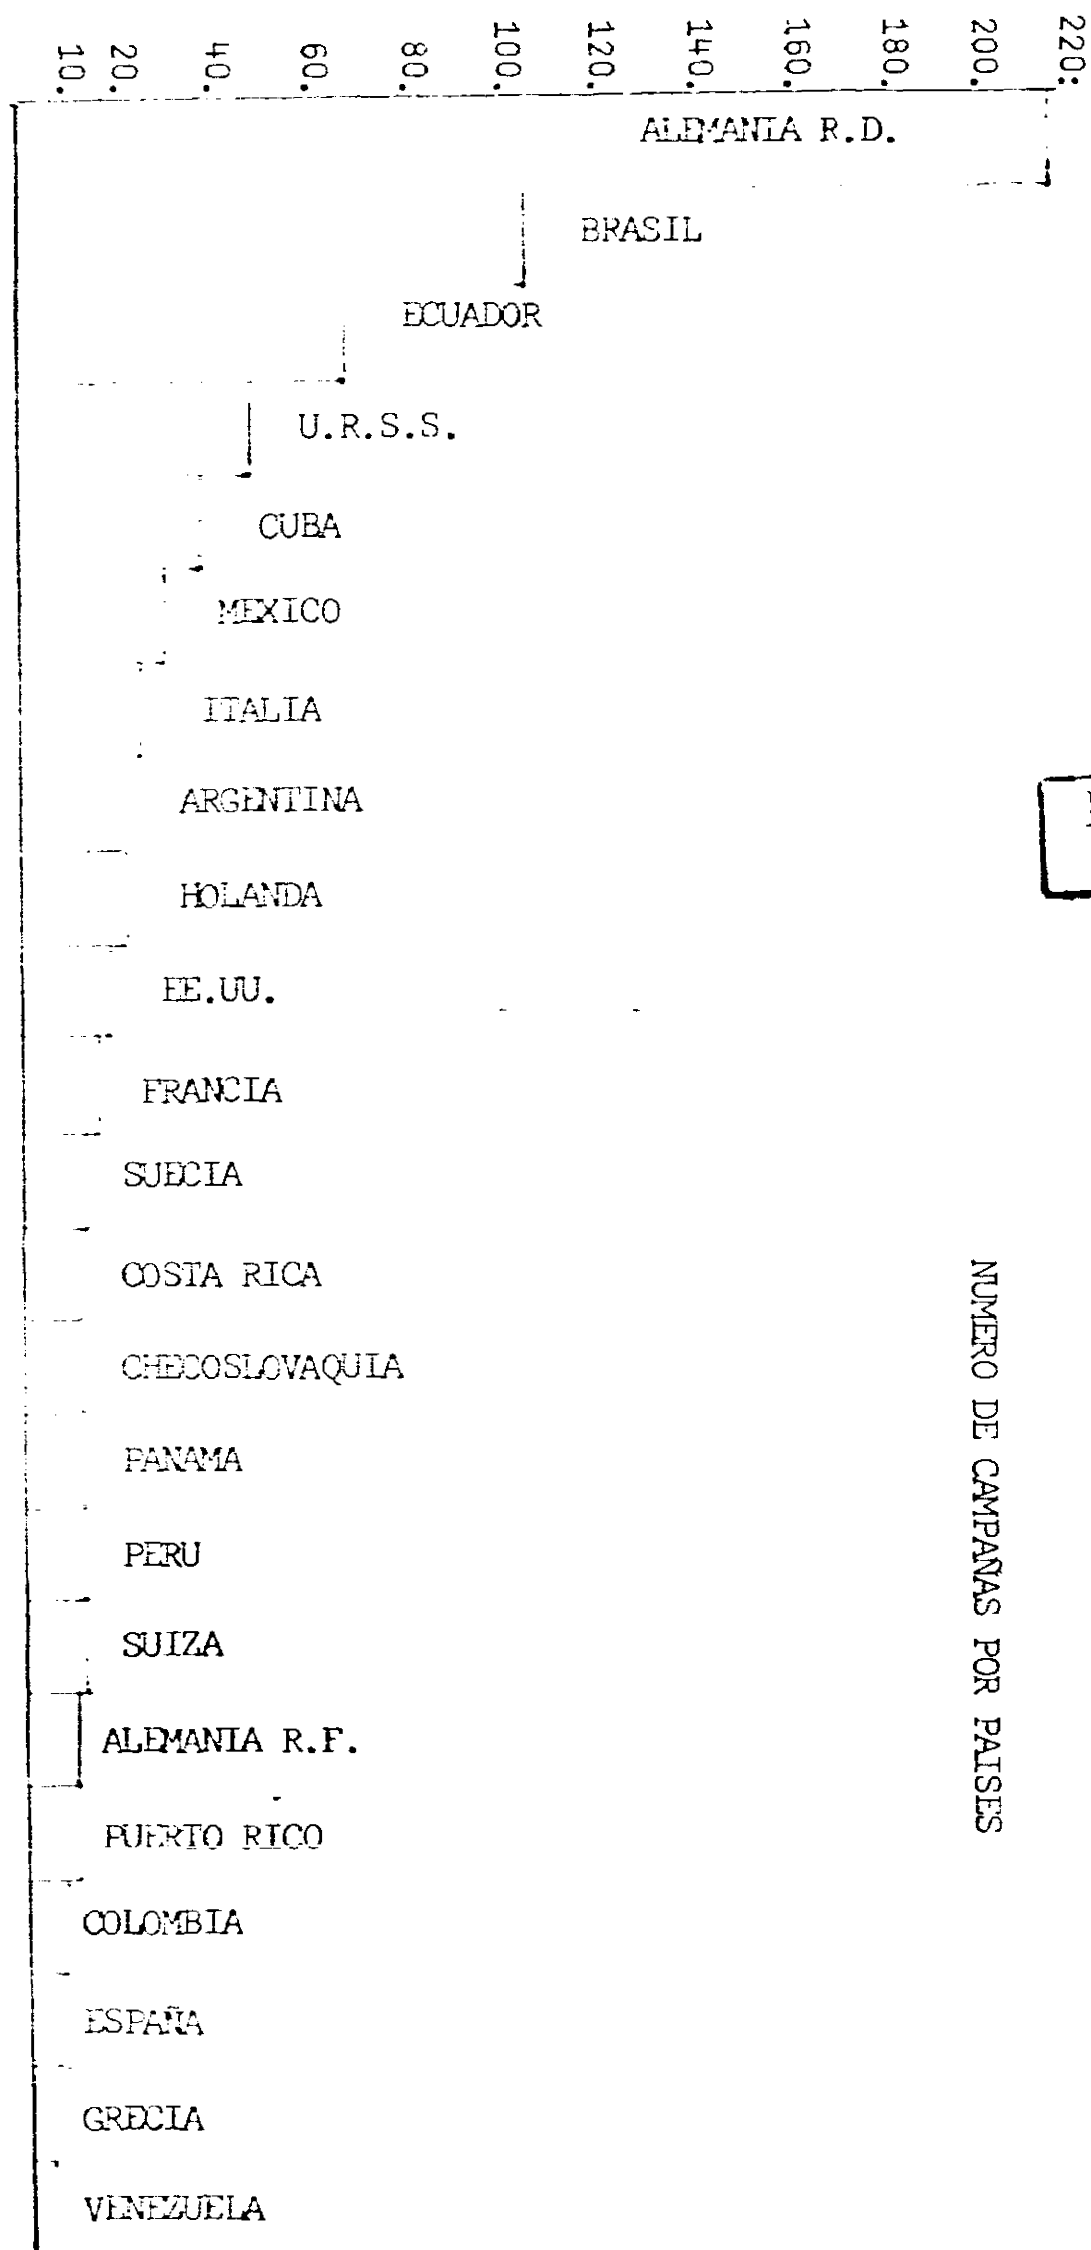 10. 20. 40. 60. 80. 100. 120. 140. 160. 180. 200. 220.
ALEMANIA R.D.
BRASIL
ECUADOR
U.R.S.S.
CUBA
MEXICO
ITALIA
ARGENTINA
HOLANDA
EE.UU.
FRANCIA
SUECIA
COSTA RICA
CHECOSLOVAQUIA
PANAMA
PERU
SUIZA
ALEMANIA R.F.
PUERTO RICO
COLOMBIA
ESPAÑA
GRECIA
VENEZUELA
NUMERO DE CAMPAÑAS POR PAISES